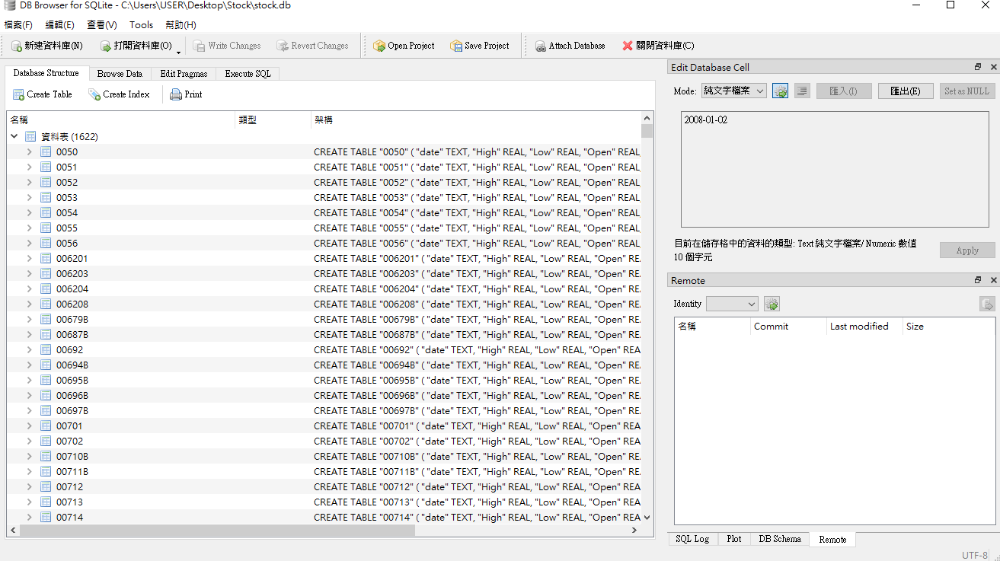 DB Browser for SQLite - C:\Users\USER\Desktop\Stock\stock.db
檔案(F) 編輯(E) 查看(V) Tools 幫助(H)
新建資料庫(N) 打開資料庫(O) Write Changes Revert Changes Open Project Save Project Attach Database 關閉資料庫(C)
Database Structure Browse Data Edit Pragmas Execute SQL
Create Table Create Index Print
名稱 類型 架構
資料表 (1622)
0050 CREATE TABLE "0050" ( "date" TEXT, "High" REAL, "Low" REAL, "Open" REAL,
0051 CREATE TABLE "0051" ( "date" TEXT, "High" REAL, "Low" REAL, "Open" REAL,
0052 CREATE TABLE "0052" ( "date" TEXT, "High" REAL, "Low" REAL, "Open" REAL,
0053 CREATE TABLE "0053" ( "date" TEXT, "High" REAL, "Low" REAL, "Open" REAL,
0054 CREATE TABLE "0054" ( "date" TEXT, "High" REAL, "Low" REAL, "Open" REAL,
0055 CREATE TABLE "0055" ( "date" TEXT, "High" REAL, "Low" REAL, "Open" REAL,
0056 CREATE TABLE "0056" ( "date" TEXT, "High" REAL, "Low" REAL, "Open" REAL,
006201 CREATE TABLE "006201" ( "date" TEXT, "High" REAL, "Low" REAL, "Open" RE
006203 CREATE TABLE "006203" ( "date" TEXT, "High" REAL, "Low" REAL, "Open" RE
006204 CREATE TABLE "006204" ( "date" TEXT, "High" REAL, "Low" REAL, "Open" RE
006208 CREATE TABLE "006208" ( "date" TEXT, "High" REAL, "Low" REAL, "Open" RE
00679B CREATE TABLE "00679B" ( "date" TEXT, "High" REAL, "Low" REAL, "Open" RE
00687B CREATE TABLE "00687B" ( "date" TEXT, "High" REAL, "Low" REAL, "Open" RE
00692 CREATE TABLE "00692" ( "date" TEXT, "High" REAL, "Low" REAL, "Open" REA
00694B CREATE TABLE "00694B" ( "date" TEXT, "High" REAL, "Low" REAL, "Open" RE
00695B CREATE TABLE "00695B" ( "date" TEXT, "High" REAL, "Low" REAL, "Open" RE
00696B CREATE TABLE "00696B" ( "date" TEXT, "High" REAL, "Low" REAL, "Open" RE
00697B CREATE TABLE "00697B" ( "date" TEXT, "High" REAL, "Low" REAL, "Open" RE
00701 CREATE TABLE "00701" ( "date" TEXT, "High" REAL, "Low" REAL, "Open" REA
00702 CREATE TABLE "00702" ( "date" TEXT, "High" REAL, "Low" REAL, "Open" REA
00710B CREATE TABLE "00710B" ( "date" TEXT, "High" REAL, "Low" REAL, "Open" RE
00711B CREATE TABLE "00711B" ( "date" TEXT, "High" REAL, "Low" REAL, "Open" RE
00712 CREATE TABLE "00712" ( "date" TEXT, "High" REAL, "Low" REAL, "Open" REA
00713 CREATE TABLE "00713" ( "date" TEXT, "High" REAL, "Low" REAL, "Open" REA
00714 CREATE TABLE "00714" ( "date" TEXT, "High" REAL, "Low" REAL, "Open" REA
Edit Database Cell
Mode: 純文字檔案 匯入(I) 匯出(E) Set as NULL
2008-01-02
目前在儲存格中的資料的類型: Text 純文字檔案/ Numeric 數值
10 個字元
Apply
Remote
Identity
名稱 Commit Last modified Size
SQL Log Plot DB Schema Remote
UTF-8